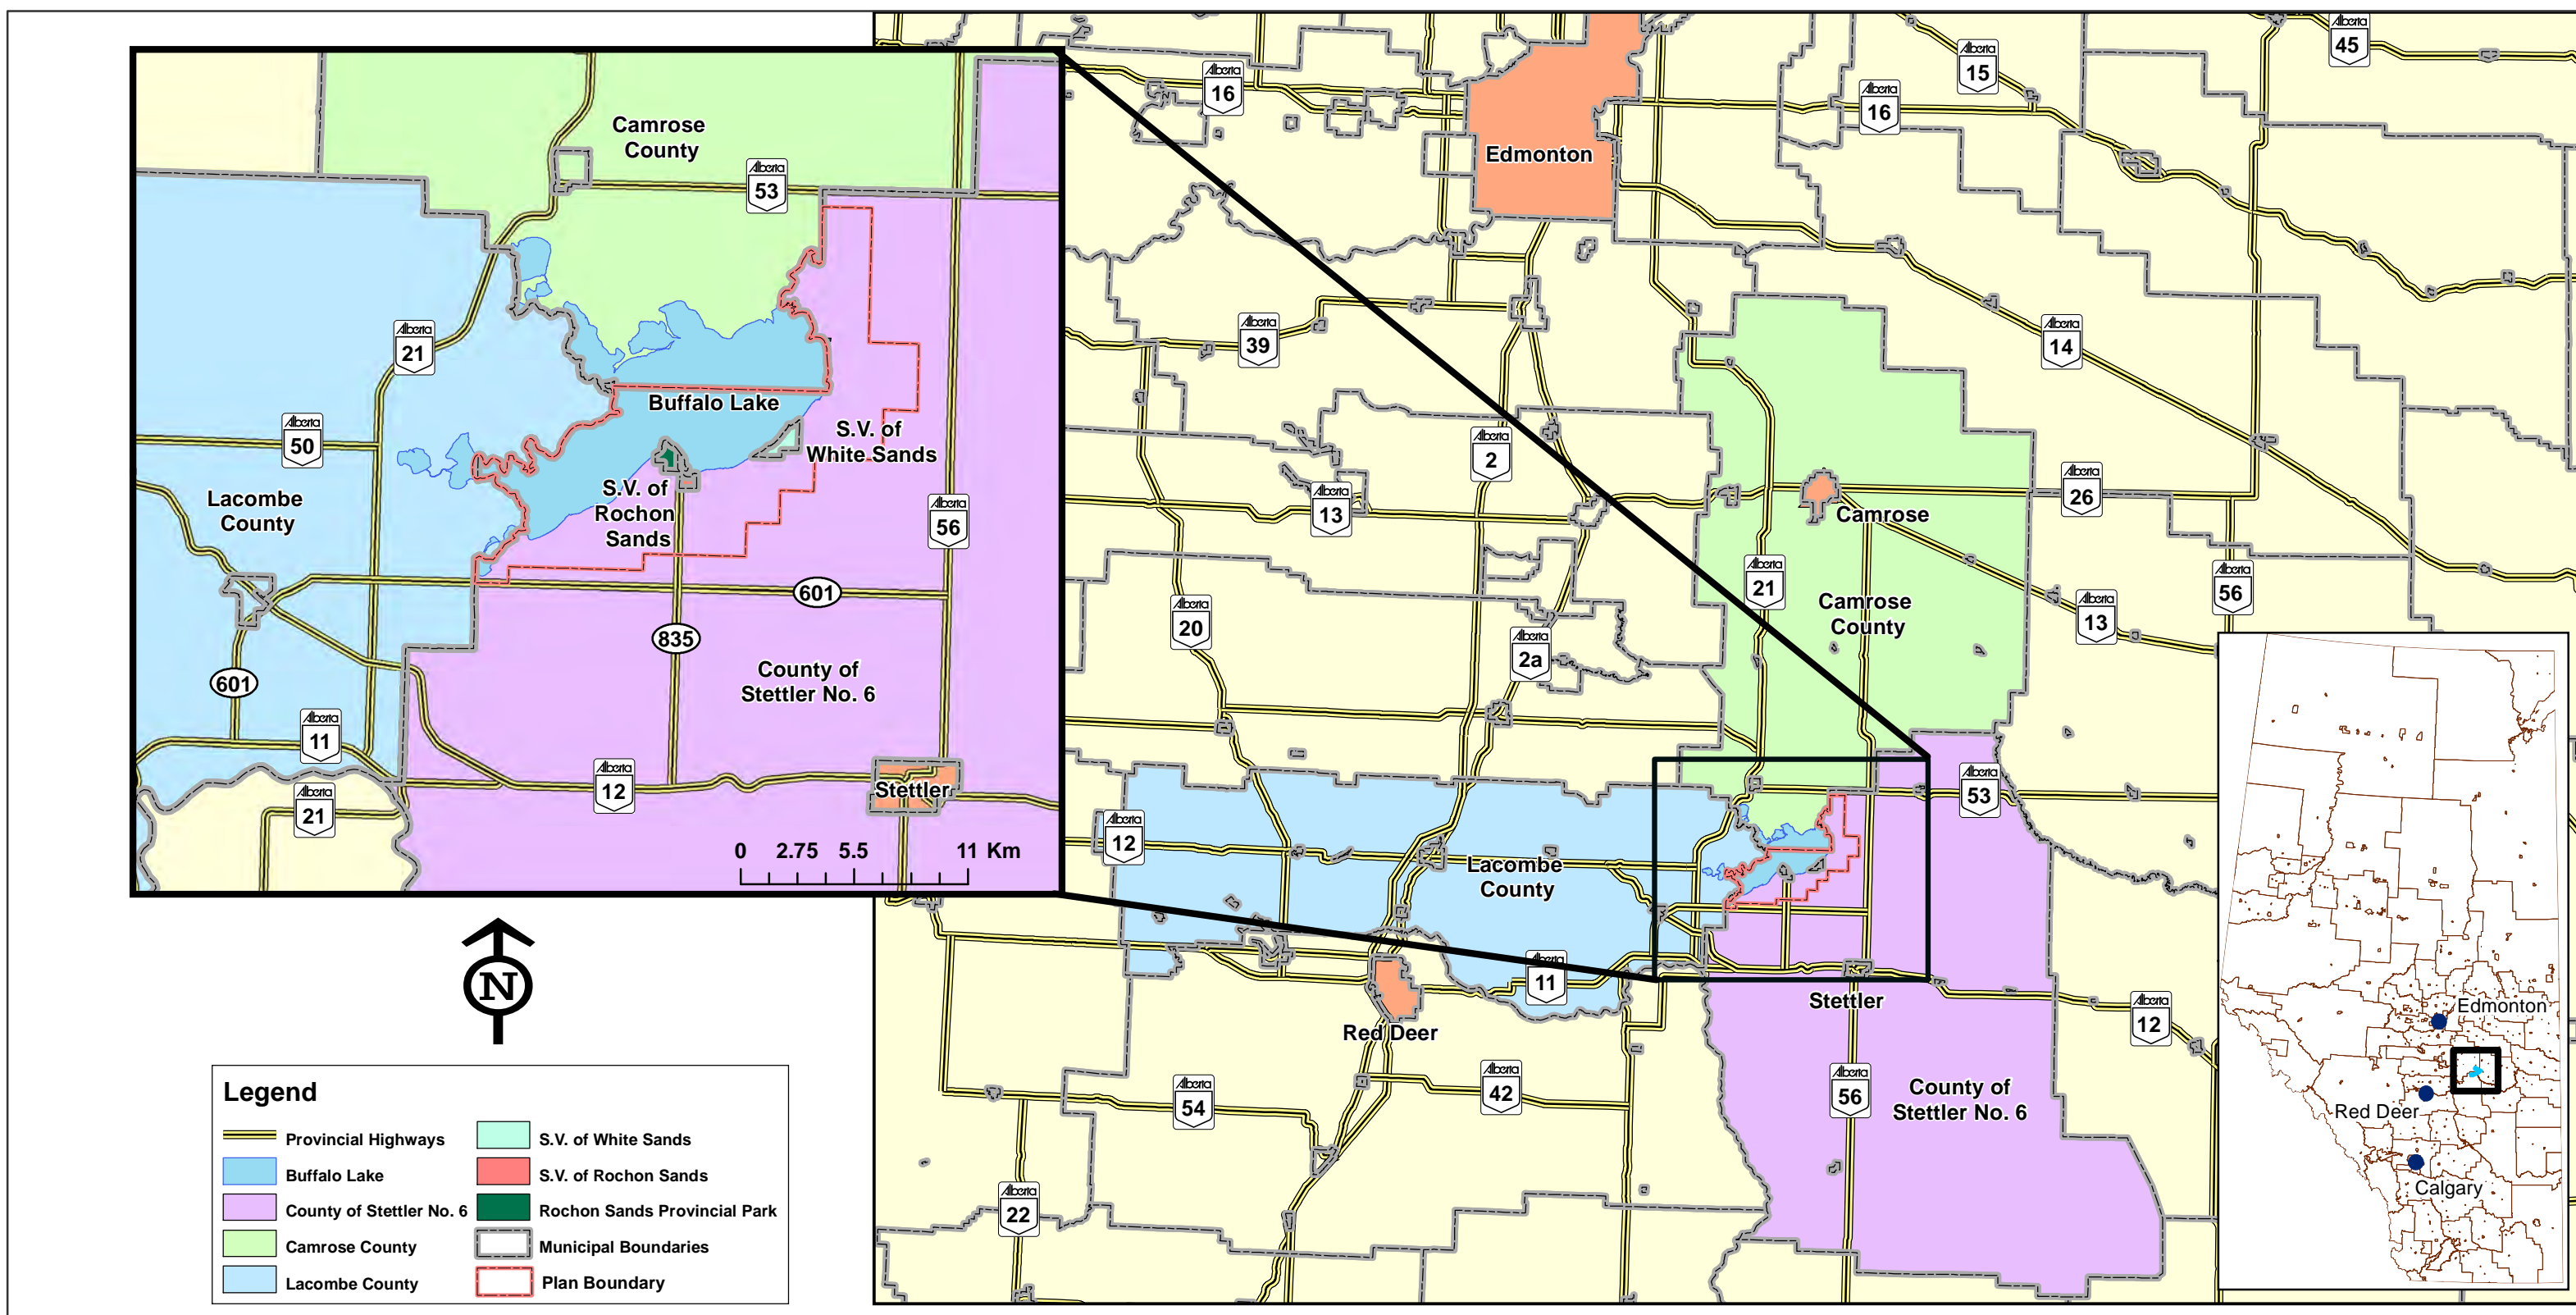 Camrose
County
Alberta
53
Alberta
21
Buffalo Lake
Alberta
50
S.V. of
White Sands
Lacombe
County
S.V. of
Rochon
Sands
Alberta
56
601
835
County of
Stettler No. 6
601
Alberta
11
Alberta
12
Stettler
Alberta
21
0 2.75 5.5 11 Km
N
Legend
Provincial Highways
Buffalo Lake
County of Stettler No. 6
Camrose County
Lacombe County
S.V. of White Sands
S.V. of Rochon Sands
Rochon Sands Provincial Park
Municipal Boundaries
Plan Boundary
Alberta
16
Edmonton
Alberta
15
Alberta
16
Alberta
45
Alberta
39
Alberta
14
Alberta
2
Alberta
13
Camrose
Alberta
26
Alberta
21
Alberta
56
Camrose
County
Alberta
13
Alberta
20
Alberta
2a
Alberta
53
Alberta
12
Lacombe
County
Alberta
11
Stettler
Red Deer
Alberta
12
Alberta
54
Alberta
42
Alberta
56
County of
Stettler No. 6
Alberta
22
Edmonton
Red Deer
Calgary